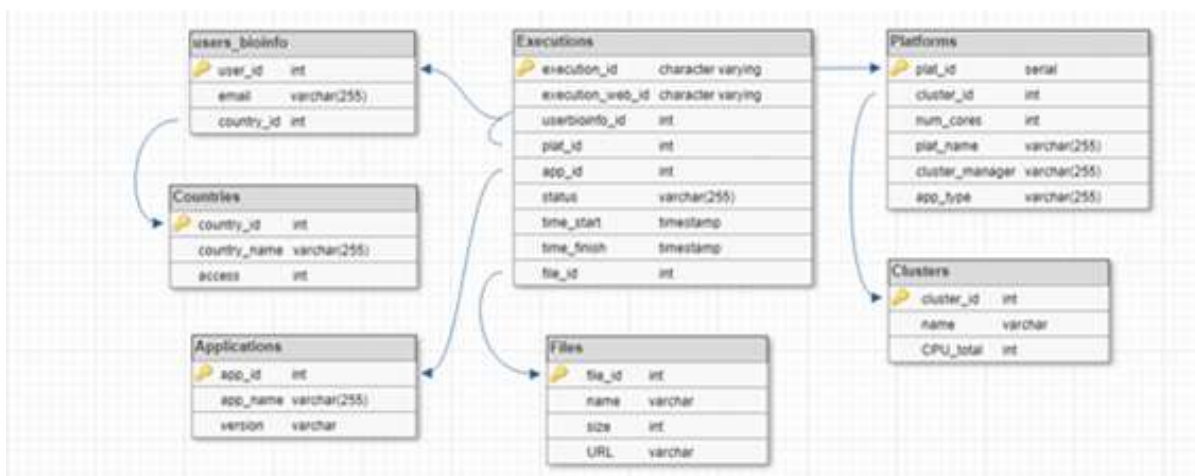 users_bioinfo
user_id int
email varchar(255)
country_id int
Countries
country_id int
country_name varchar(255)
access int
Applications
app_id int
app_name varchar(255)
version varchar
Executions
execution_id character varying
execution_web_id character varying
userbioinfo_id int
plat_id int
app_id int
status varchar(255)
time_start timestamp
time_finish timestamp
file_id int
Files
file_id int
name varchar
size int
URL varchar
Platforms
plat_id serial
cluster_id int
num_cores int
plat_name varchar(255)
cluster_manager varchar(255)
app_type varchar(255)
Clusters
cluster_id int
name varchar
CPU_total int